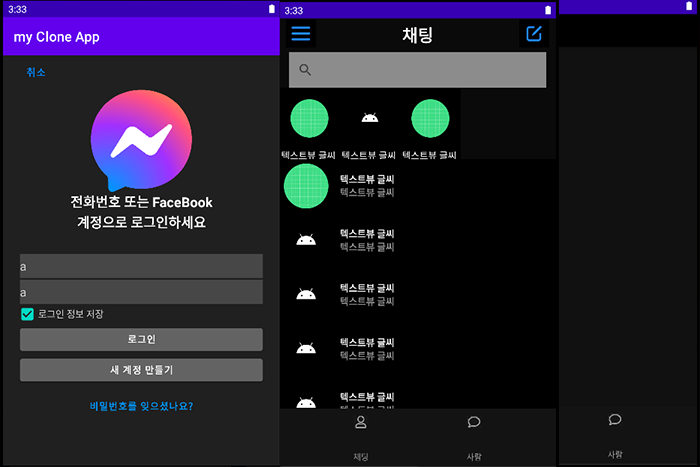 3:33
my Clone App
취소
전화번호 또는 FaceBook
계정으로 로그인하세요
a
a
로그인 정보 저장
로그인
새 계정 만들기
비밀번호를 잊으셨나요?
3:33
채팅
텍스트뷰 글씨 텍스트뷰 글씨 텍스트뷰 글씨
텍스트뷰 글씨
텍스트뷰 글씨
텍스트뷰 글씨
텍스트뷰 글씨
텍스트뷰 글씨
텍스트뷰 글씨
텍스트뷰 글씨
텍스트뷰 글씨
텍스트뷰 글씨
텍스트뷰 글씨
채팅 사람
사람